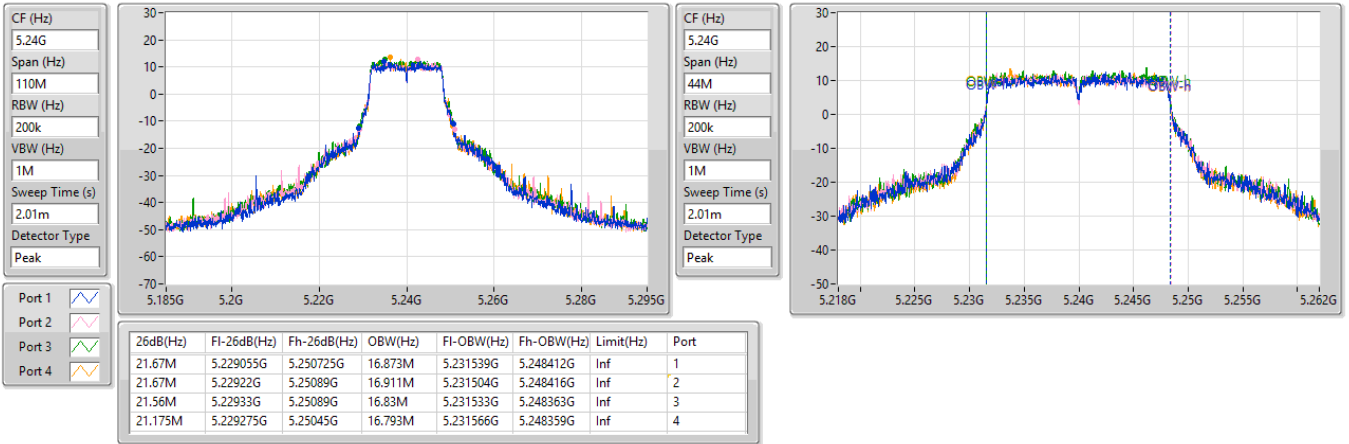 CF (Hz)
5.24G
Span (Hz)
110M
RBW (Hz)
200k
VBW (Hz)
1M
Sweep Time (s)
2.01m
Detector Type
Peak
Port 1
Port 2
Port 3
Port 4
30
20
10
0
-10
-20
-30
-40
-50
-60
-70
5.185G 5.2G 5.22G 5.24G 5.26G 5.28G 5.295G
CF (Hz)
5.24G
Span (Hz)
44M
RBW (Hz)
200k
VBW (Hz)
1M
Sweep Time (s)
2.01m
Detector Type
Peak
30
20
10
0
-10
-20
-30
-40
-50
OBW-h
5.218G 5.225G 5.23G 5.235G 5.24G 5.245G 5.25G 5.255G 5.262G
26dB(Hz) Fl-26dB(Hz) Fh-26dB(Hz) OBW(Hz) Fl-OBW(Hz) Fh-OBW(Hz) Limit(Hz) Port
21.67M 5.229055G 5.250725G 16.873M 5.231539G 5.248412G Inf 1
21.67M 5.22922G 5.25089G 16.911M 5.231504G 5.248416G Inf 2
21.56M 5.22933G 5.25089G 16.83M 5.231533G 5.248363G Inf 3
21.175M 5.229275G 5.25045G 16.793M 5.231566G 5.248359G Inf 4